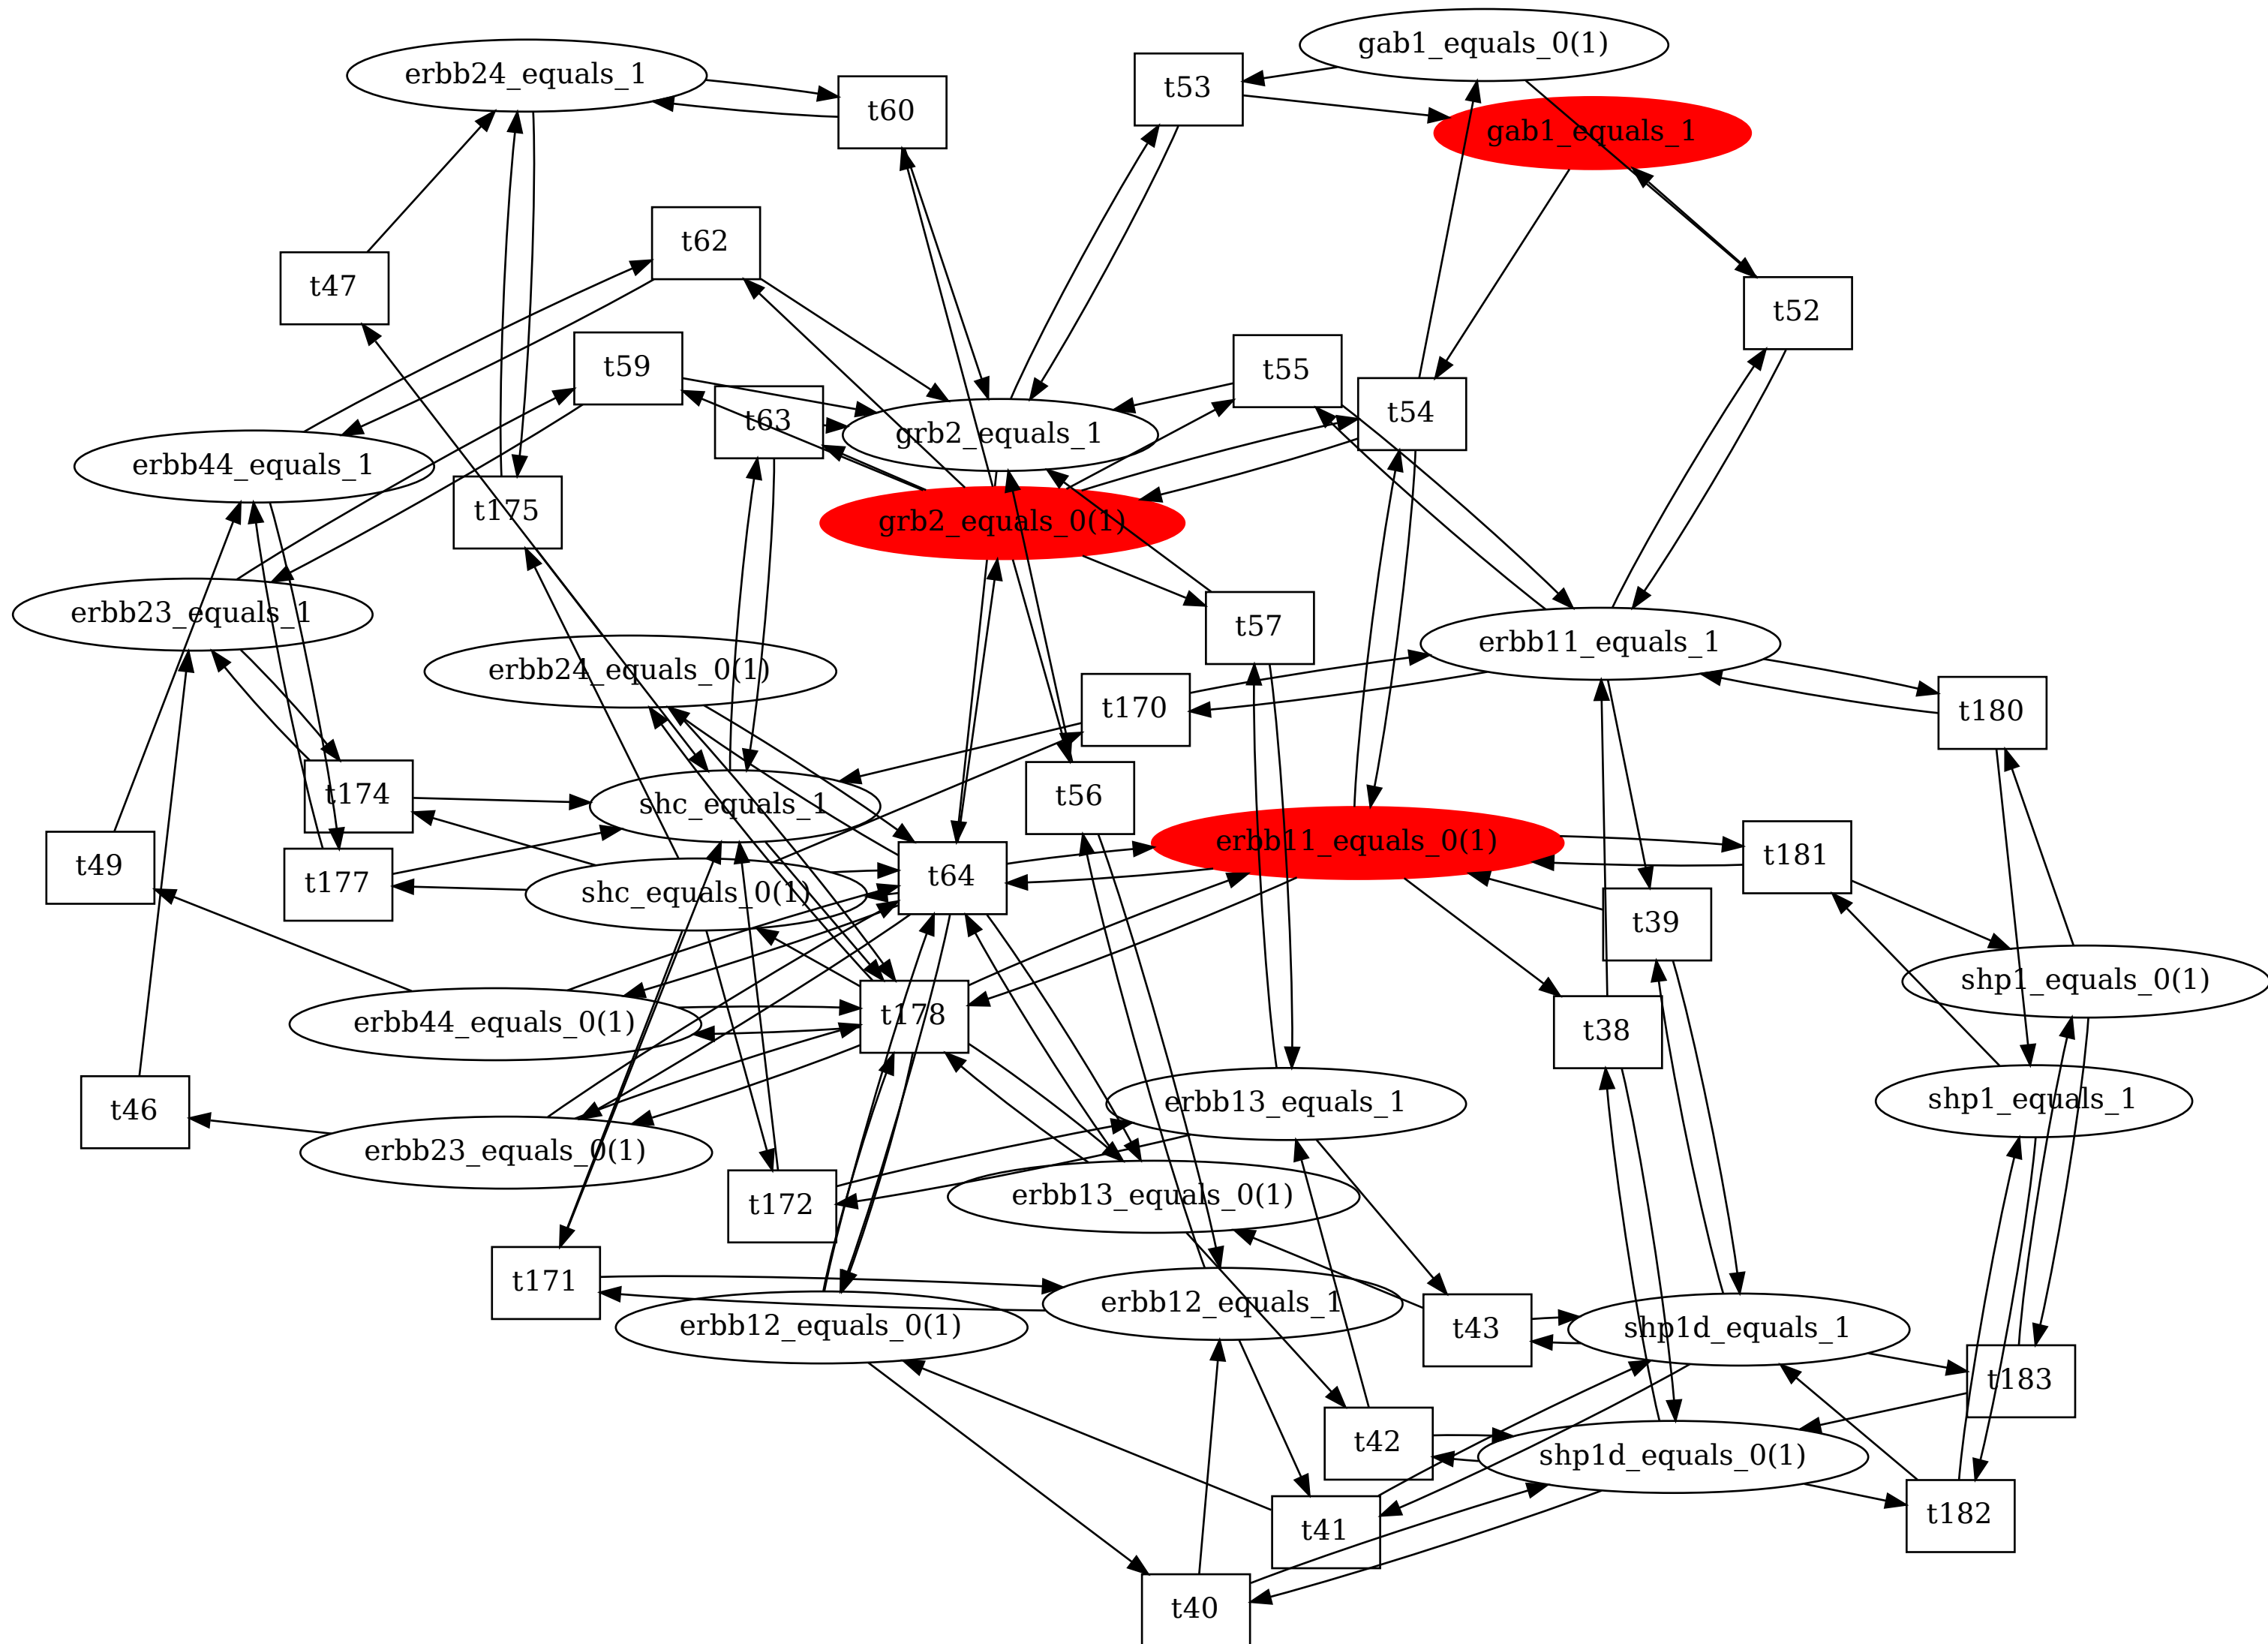 gab1_equals_0(1)
erbb24_equals_1
t53
t60
gab1_equals_1
t62
t47
t52
t59
t55
t54
t63
grb2_equals_1
erbb44_equals_1
t175
grb2_equals_0(1)
erbb23_equals_1
t57
erbb11_equals_1
erbb24_equals_0(1)
t170
t180
t174
shc_equals_1
t56
erbb11_equals_0(1)
t181
t49
t177
shc_equals_0(1)
t64
t39
shp1_equals_0(1)
erbb44_equals_0(1)
t178
t38
t46
erbb13_equals_1
shp1_equals_1
erbb23_equals_0(1)
t172
erbb13_equals_0(1)
t171
erbb12_equals_1
erbb12_equals_0(1)
t43
shp1d_equals_1
t183
t42
shp1d_equals_0(1)
t41
t182
t40